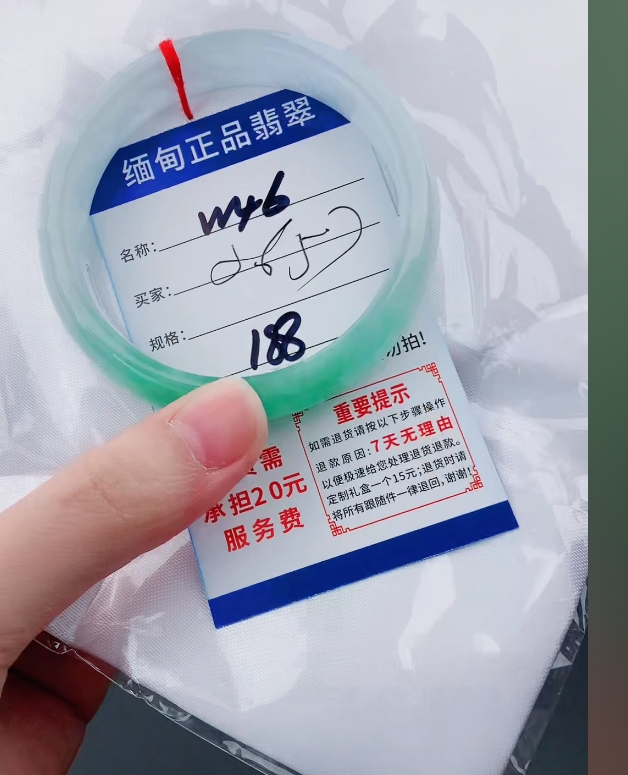 缅甸正品翡翠
名称: W46
买家:
规格:
188
勿拍!
需
承担20元
服务费
重要提示
如需退货请按以下步骤操作
退款原因:7天无理由
以便极速给您处理退货退款。
定制礼盒一个15元;退货时请
将所有跟随件一律退回,谢谢!